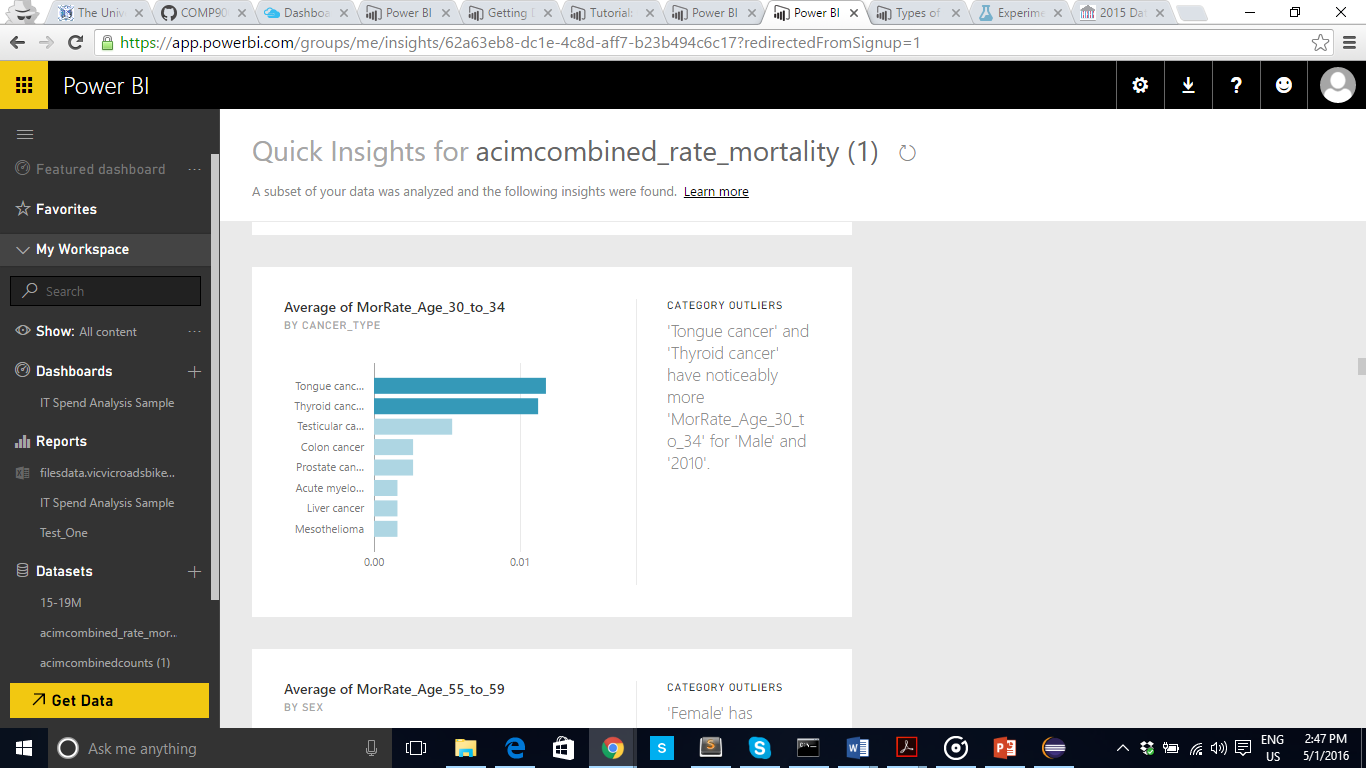 The Unive
COMP90
Dashboa
Power BI
Getting D
Tutorial:
Power BI
Power BI
Types of
Experime
2015 Dat
https://app.powerbi.com/groups/me/insights/62a63eb8-dc1e-4c8d-aff7-b23b494c6c17?redirectedFromSignup=1
Power BI
?
Featured dashboard ...
Favorites
My Workspace
Search
Show: All content ...
Dashboards +
IT Spend Analysis Sample
Reports
filesdata.vicvicroadsbike...
IT Spend Analysis Sample
Test_One
Datasets +
15-19M
acimcombined_rate_mor...
acimcombinedcounts (1)
Get Data
Quick Insights for acimcombined_rate_mortality (1)
A subset of your data was analyzed and the following insights were found. Learn more
Average of MorRate_Age_30_to_34
BY CANCER_TYPE
Tongue canc...
Thyroid canc...
Testicular ca...
Colon cancer
Prostate can...
Acute myelo...
Liver cancer
Mesothelioma
0.00 0.01
CATEGORY OUTLIERS
'Tongue cancer' and
'Thyroid cancer'
have noticeably
more
'MorRate_Age_30_t
o_34' for 'Male' and
'2010'.
Average of MorRate_Age_55_to_59
BY SEX
CATEGORY OUTLIERS
'Female' has
Ask me anything
ENG
US
2:47 PM
5/1/2016